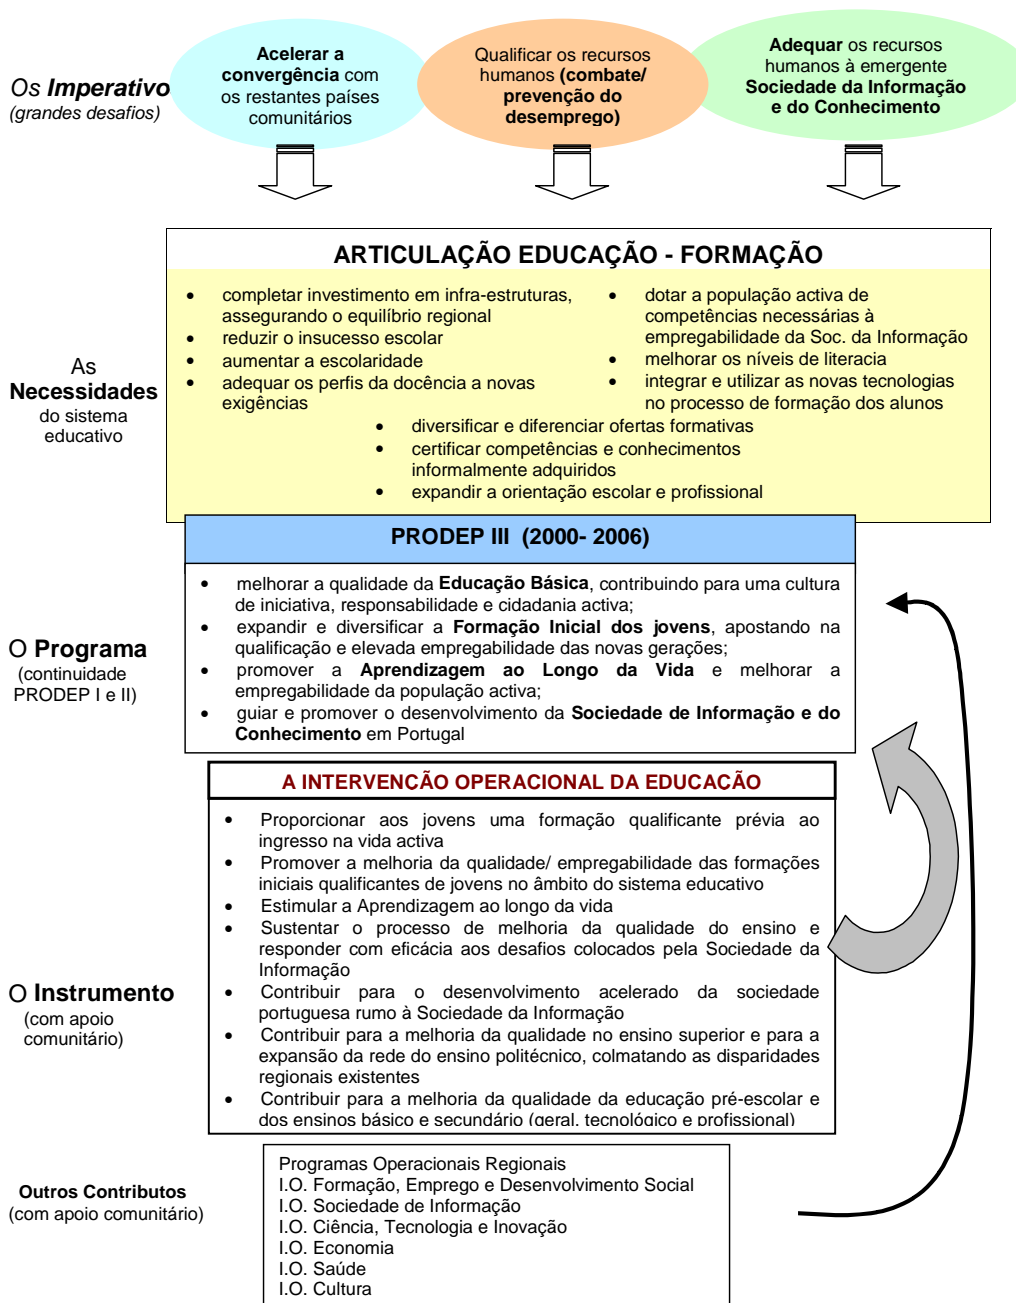 Os Imperativo
(grandes desafios)
Acelerar a
convergência com
os restantes países
comunitários
Qualificar os recursos
humanos (combate/
prevenção do
desemprego)
Adequar os recursos
humanos à emergente
Sociedade da Informação
e do Conhecimento
ARTICULAÇÃO EDUCAÇÃO - FORMAÇÃO
As
Necessidades
do sistema
educativo
• completar investimento em infra-estruturas,
assegurando o equilíbrio regional
• reduzir o insucesso escolar
• aumentar a escolaridade
• adequar os perfis da docência a novas
exigências
• dotar a população activa de
competências necessárias à
empregabilidade da Soc. da Informação
• melhorar os níveis de literacia
• integrar e utilizar as novas tecnologias
no processo de formação dos alunos
• diversificar e diferenciar ofertas formativas
• certificar competências e conhecimentos
informalmente adquiridos
• expandir a orientação escolar e profissional
PRODEP III (2000- 2006)
O Programa
(continuidade
PRODEP I e II)
• melhorar a qualidade da Educação Básica, contribuindo para uma cultura
de iniciativa, responsabilidade e cidadania activa;
• expandir e diversificar a Formação Inicial dos jovens, apostando na
qualificação e elevada empregabilidade das novas gerações;
• promover a Aprendizagem ao Longo da Vida e melhorar a
empregabilidade da população activa;
• guiar e promover o desenvolvimento da Sociedade de Informação e do
Conhecimento em Portugal
A INTERVENÇÃO OPERACIONAL DA EDUCAÇÃO
O Instrumento
(com apoio
comunitário)
• Proporcionar aos jovens uma formação qualificante prévia ao
ingresso na vida activa
• Promover a melhoria da qualidade/ empregabilidade das formações
iniciais qualificantes de jovens no âmbito do sistema educativo
• Estimular a Aprendizagem ao longo da vida
• Sustentar o processo de melhoria da qualidade do ensino e
responder com eficácia aos desafios colocados pela Sociedade da
Informação
• Contribuir para o desenvolvimento acelerado da sociedade
portuguesa rumo à Sociedade da Informação
• Contribuir para a melhoria da qualidade no ensino superior e para a
expansão da rede do ensino politécnico, colmatando as disparidades
regionais existentes
• Contribuir para a melhoria da qualidade da educação pré-escolar e
dos ensinos básico e secundário (geral, tecnológico e profissional)
Outros Contributos
(com apoio comunitário)
Programas Operacionais Regionais
I.O. Formação, Emprego e Desenvolvimento Social
I.O. Sociedade de Informação
I.O. Ciência, Tecnologia e Inovação
I.O. Economia
I.O. Saúde
I.O. Cultura